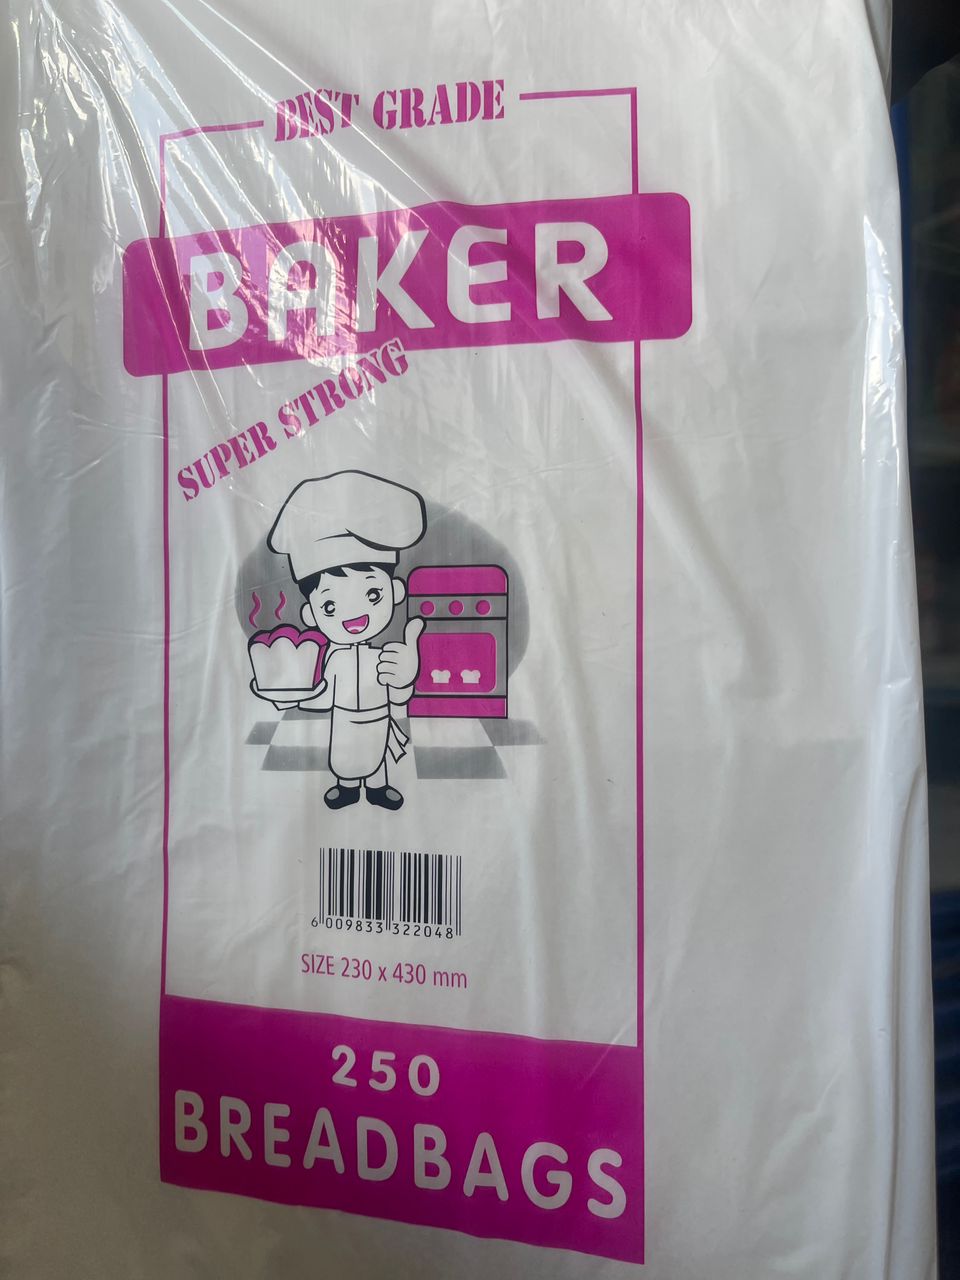 BEST GRADE
BAKER
SUPER STRONG
6 009833 322048
SIZE 230 x 430 mm
250
BREADBAGS